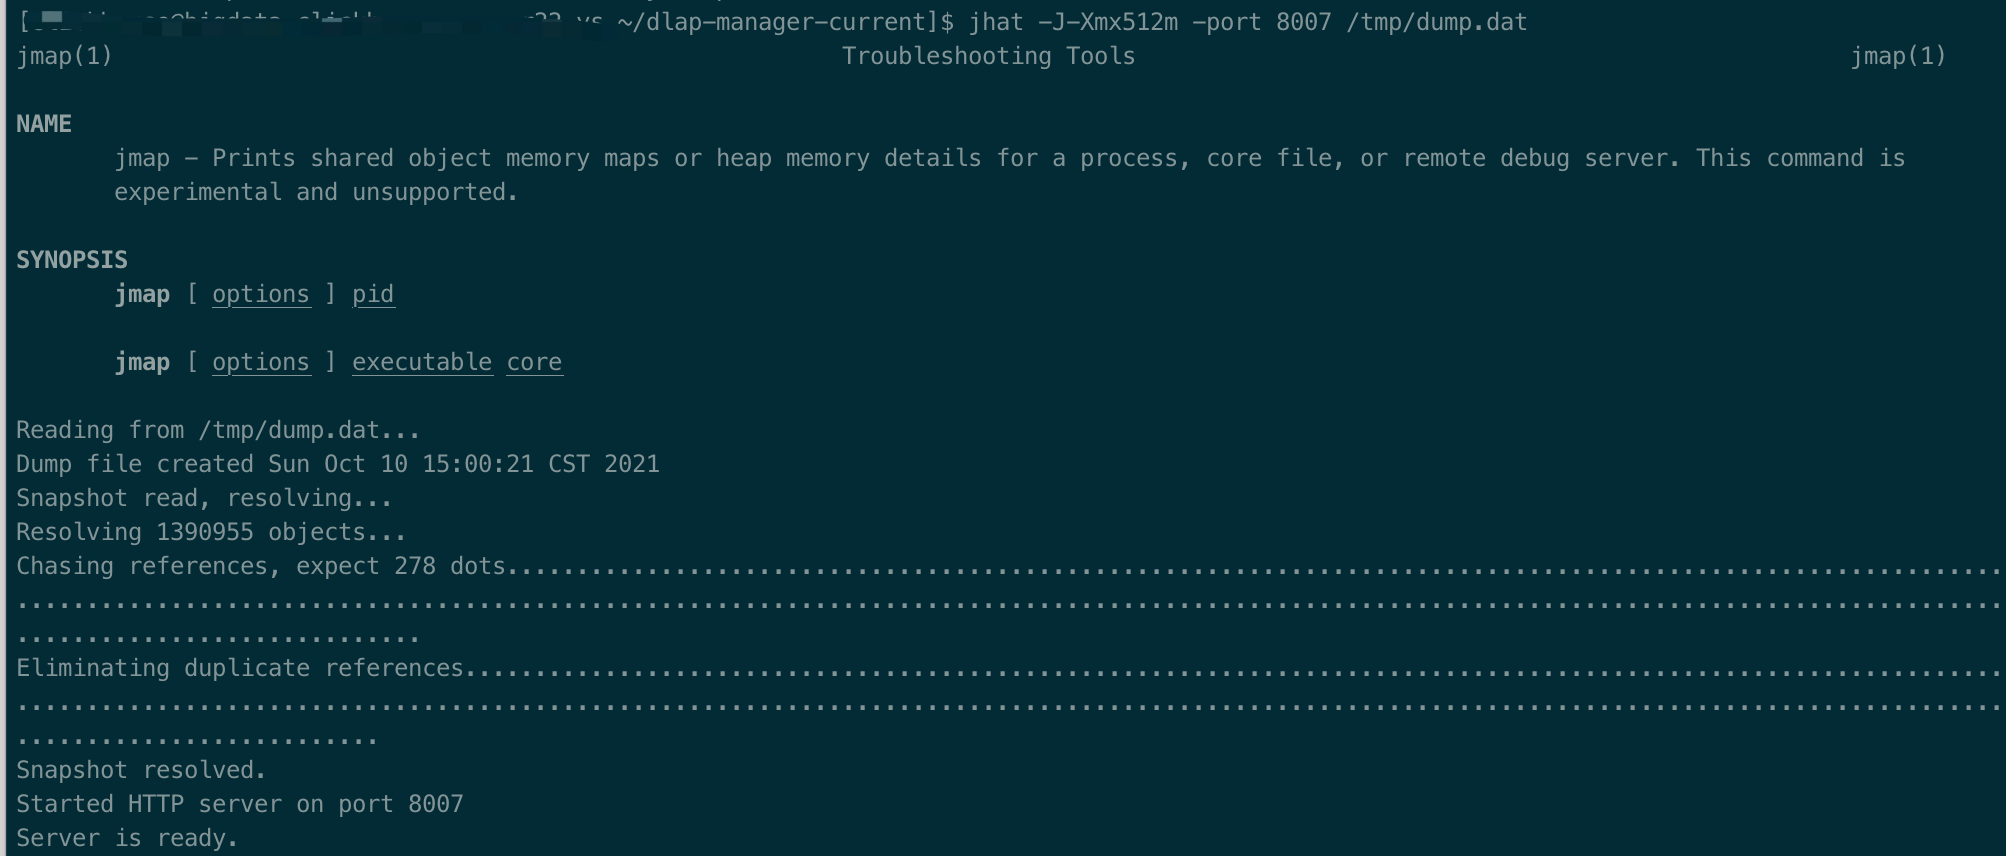 ~/dlap-manager-current]$ jhat -J-Xmx512m -port 8007 /tmp/dump.dat
jmap(1) Troubleshooting Tools jmap(1)
NAME
jmap - Prints shared object memory maps or heap memory details for a process, core file, or remote debug server. This command is
experimental and unsupported.
SYNOPSIS
jmap [ options ] pid
jmap [ options ] executable core
Reading from /tmp/dump.dat...
Dump file created Sun Oct 10 15:00:21 CST 2021
Snapshot read, resolving...
Resolving 1390955 objects...
Chasing references, expect 278 dots...........................................................................................................
..............................................................................................................................................
.............................
Eliminating duplicate references..............................................................................................................
..............................................................................................................................................
..........................
Snapshot resolved.
Started HTTP server on port 8007
Server is ready.